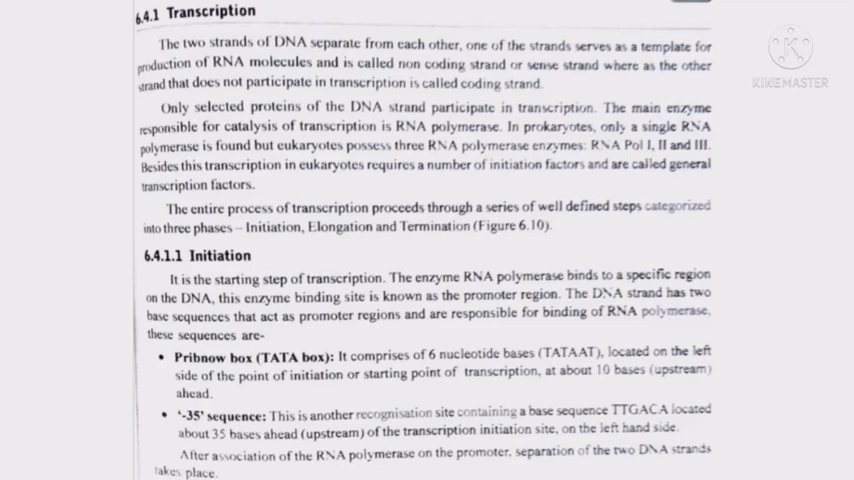 6.4.1 Transcription
The two strands of DNA separate from each other, one of the strands serves as a template for
production of RNA molecules and is called non coding strand or sense strand where as the other
strand that does not participate in transcription is called coding strand.
Only selected proteins of the DNA strand participate in transcription. The main enzyme
responsible for catalysis of transcription is RNA polymerase. In prokaryotes, only a single RNA
polymerase is found but eukaryotes possess three RNA polymerase enzymes: RNA Pol I, II and III.
Besides this transcription in eukaryotes requires a number of initiation factors and are called general
transcription factors.
The entire process of transcription proceeds through a series of well defined steps categorized
into three phases – Initiation, Elongation and Termination (Figure 6.10).
6.4.1.1 Initiation
It is the starting step of transcription. The enzyme RNA polymerase binds to a specific region
on the DNA, this enzyme binding site is known as the promoter region. The DNA strand has two
base sequences that act as promoter regions and are responsible for binding of RNA polymerase,
these sequences are-
• Pribnow box (TATA box): It comprises of 6 nucleotide bases (TATAAT), located on the left
side of the point of initiation or starting point of transcription, at about 10 bases (upstream)
ahead.
• '-35' sequence: This is another recognisation site containing a base sequence TTGACA located
about 35 bases ahead (upstream) of the transcription initiation site, on the left hand side.
After association of the RNA polymerase on the promoter, separation of the two DNA strands
takes place.
K
KINEMASTER